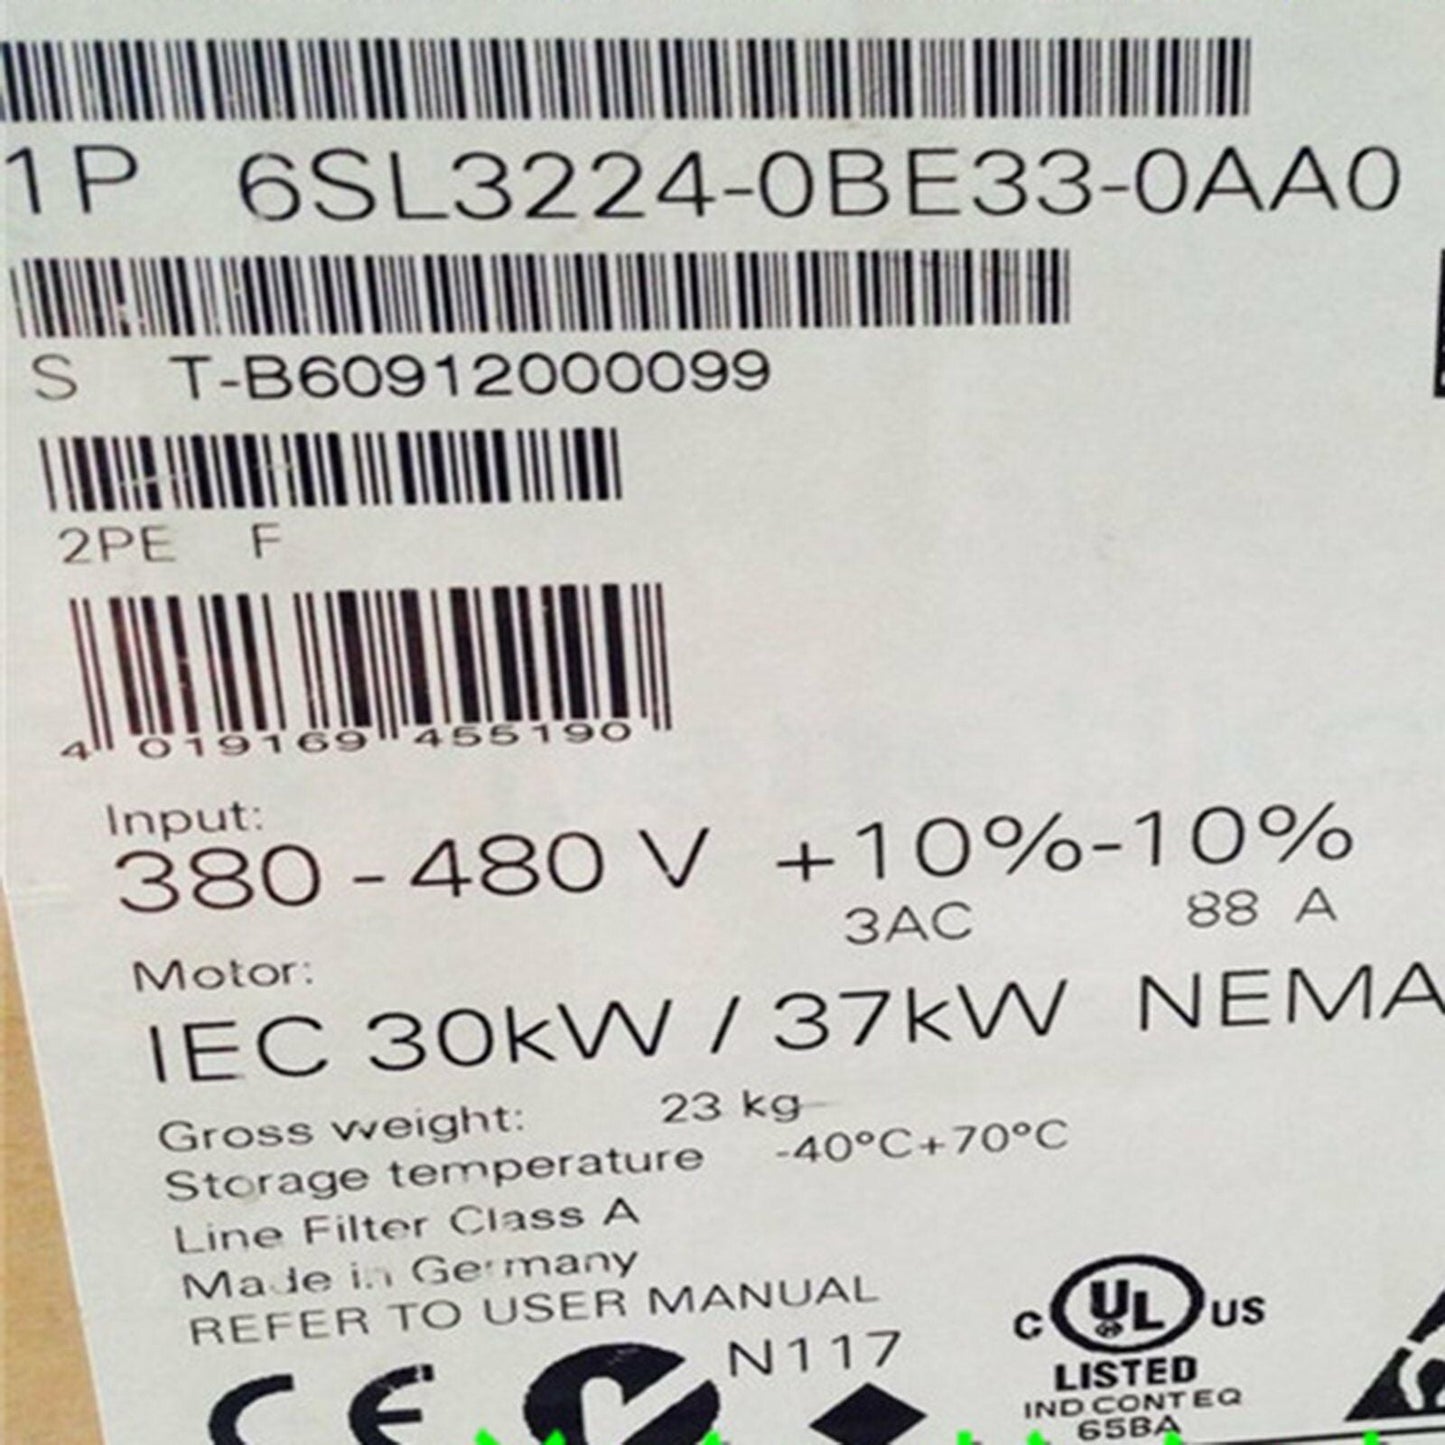 1P 6SL3224-0BE33-0AA0
S T-B60912000099
2PE F
4 019169 455190
Input:
380 - 480 V +10%-10%
3AC 88 A
Motor:
IEC 30kW / 37kW NEMA
Gross weight: 23 kg
Storage temperature -40°C+70°C
Line Filter Class A
Made in Germany
REFER TO USER MANUAL
CE N117
C UL US
LISTED
IND CONT EQ
65BA